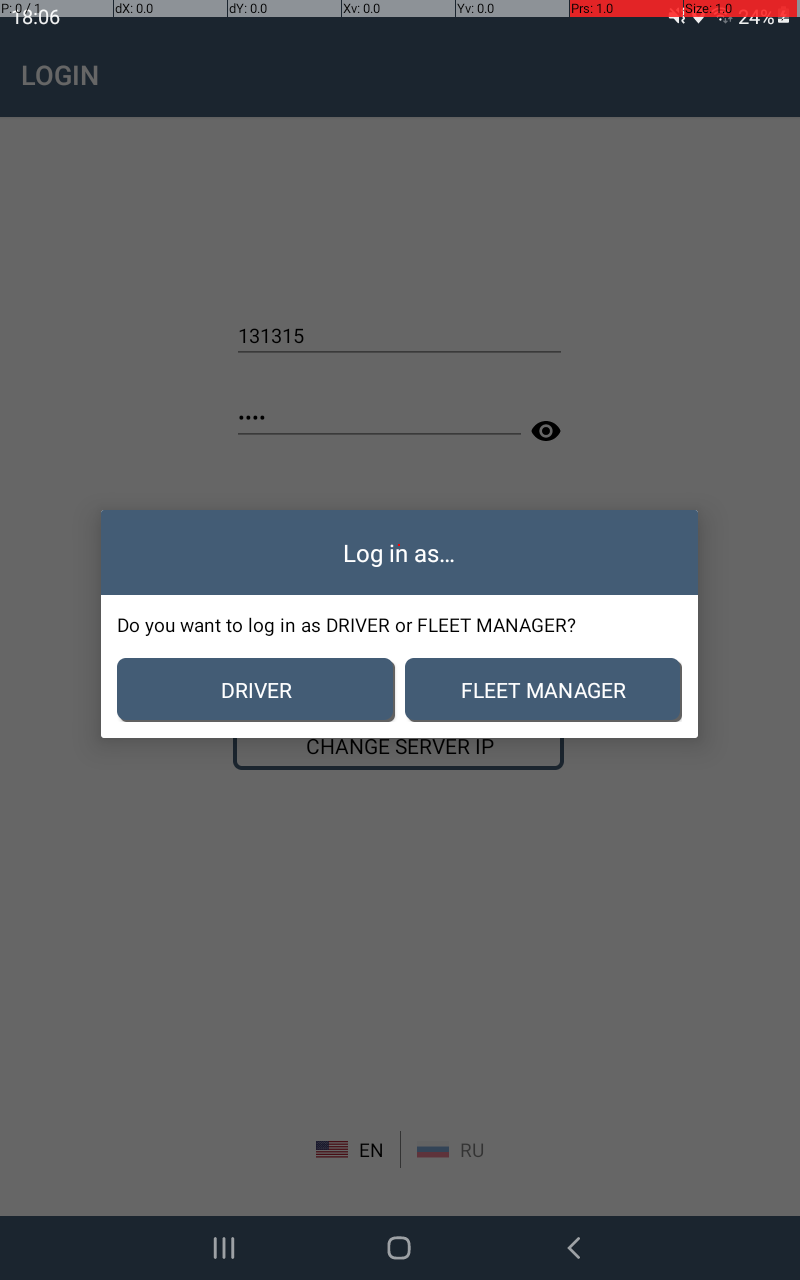 P: 0 / 1 dX: 0.0 dY: 0.0 Xv: 0.0 Yv: 0.0 Prs: 1.0 Size: 1.0
18:06 24%
LOGIN
131315
••••
Log in as...
Do you want to log in as DRIVER or FLEET MANAGER?
DRIVER FLEET MANAGER
CHANGE SERVER IP
EN RU